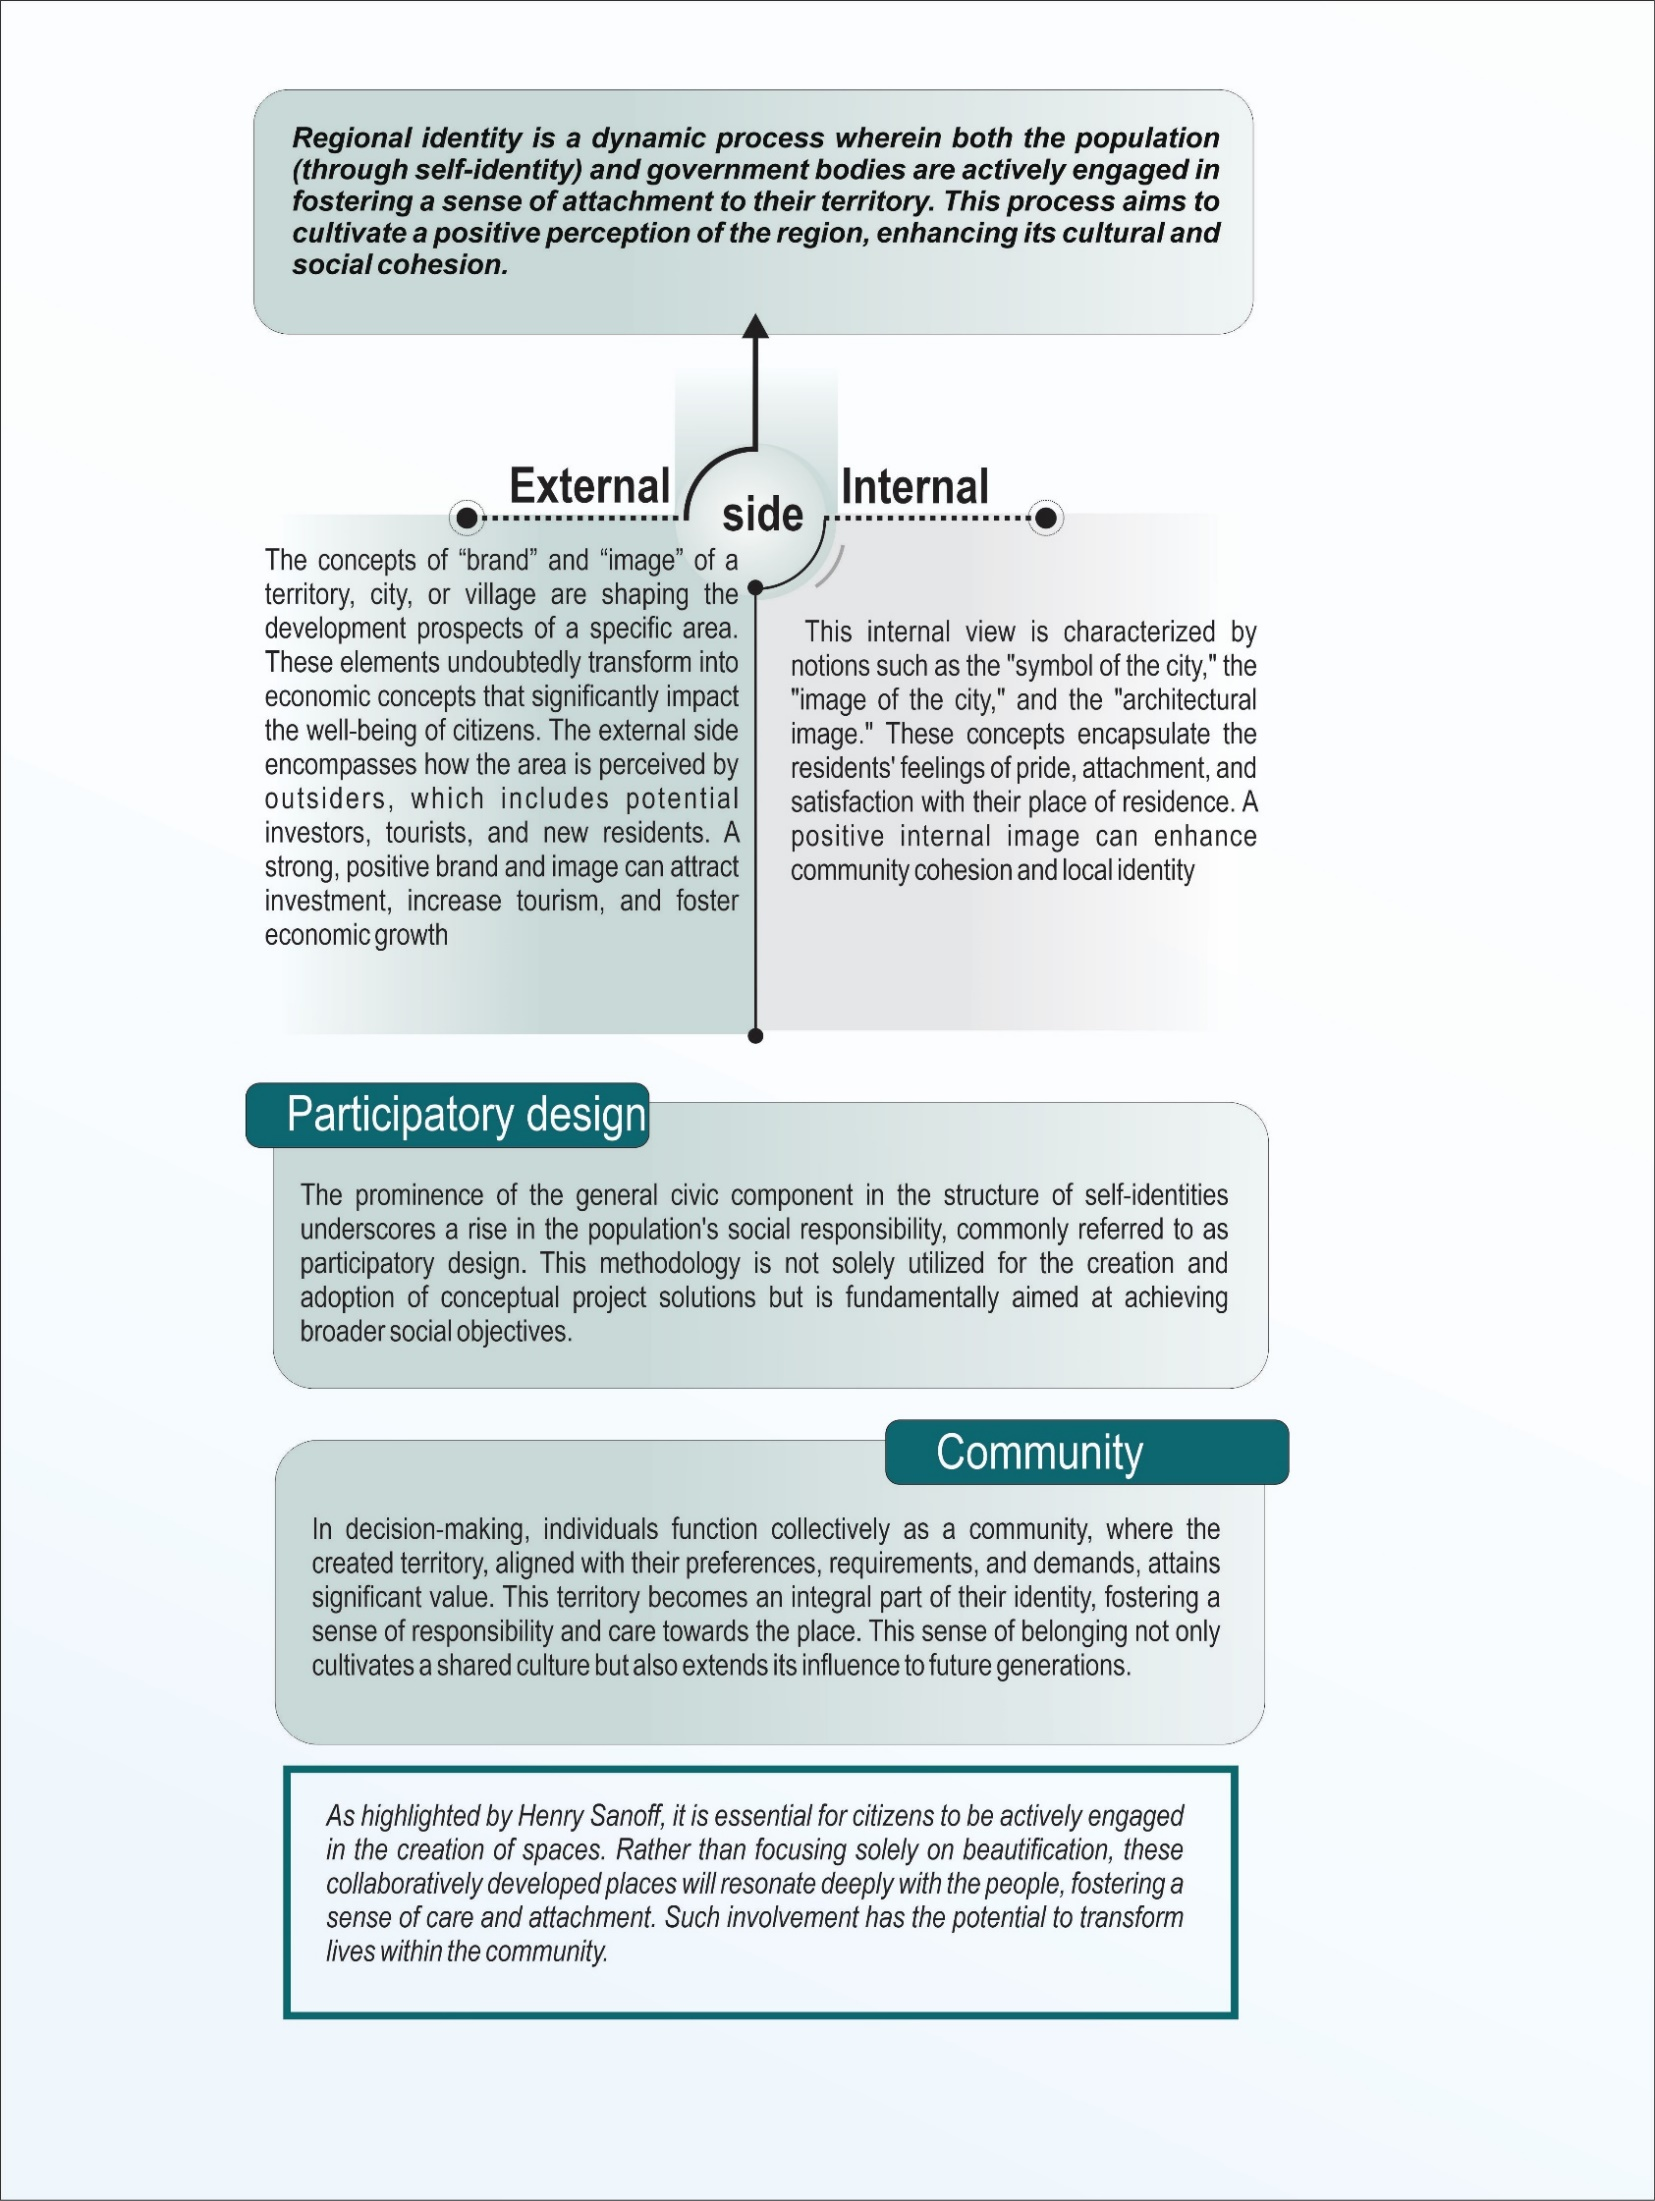 Regional identity is a dynamic process wherein both the population
(through self-identity) and government bodies are actively engaged in
fostering a sense of attachment to their territory. This process aims to
cultivate a positive perception of the region, enhancing its cultural and
social cohesion.
External
side
Internal
The concepts of “brand” and “image” of a
territory, city, or village are shaping the
development prospects of a specific area.
These elements undoubtedly transform into
economic concepts that significantly impact
the well-being of citizens. The external side
encompasses how the area is perceived by
outsiders, which includes potential
investors, tourists, and new residents. A
strong, positive brand and image can attract
investment, increase tourism, and foster
economic growth
This internal view is characterized by
notions such as the "symbol of the city," the
"image of the city," and the "architectural
image." These concepts encapsulate the
residents' feelings of pride, attachment, and
satisfaction with their place of residence. A
positive internal image can enhance
community cohesion and local identity
Participatory design
The prominence of the general civic component in the structure of self-identities
underscores a rise in the population's social responsibility, commonly referred to as
participatory design. This methodology is not solely utilized for the creation and
adoption of conceptual project solutions but is fundamentally aimed at achieving
broader social objectives.
Community
In decision-making, individuals function collectively as a community, where the
created territory, aligned with their preferences, requirements, and demands, attains
significant value. This territory becomes an integral part of their identity, fostering a
sense of responsibility and care towards the place. This sense of belonging not only
cultivates a shared culture but also extends its influence to future generations.
As highlighted by Henry Sanoff, it is essential for citizens to be actively engaged
in the creation of spaces. Rather than focusing solely on beautification, these
collaboratively developed places will resonate deeply with the people, fostering a
sense of care and attachment. Such involvement has the potential to transform
lives within the community.